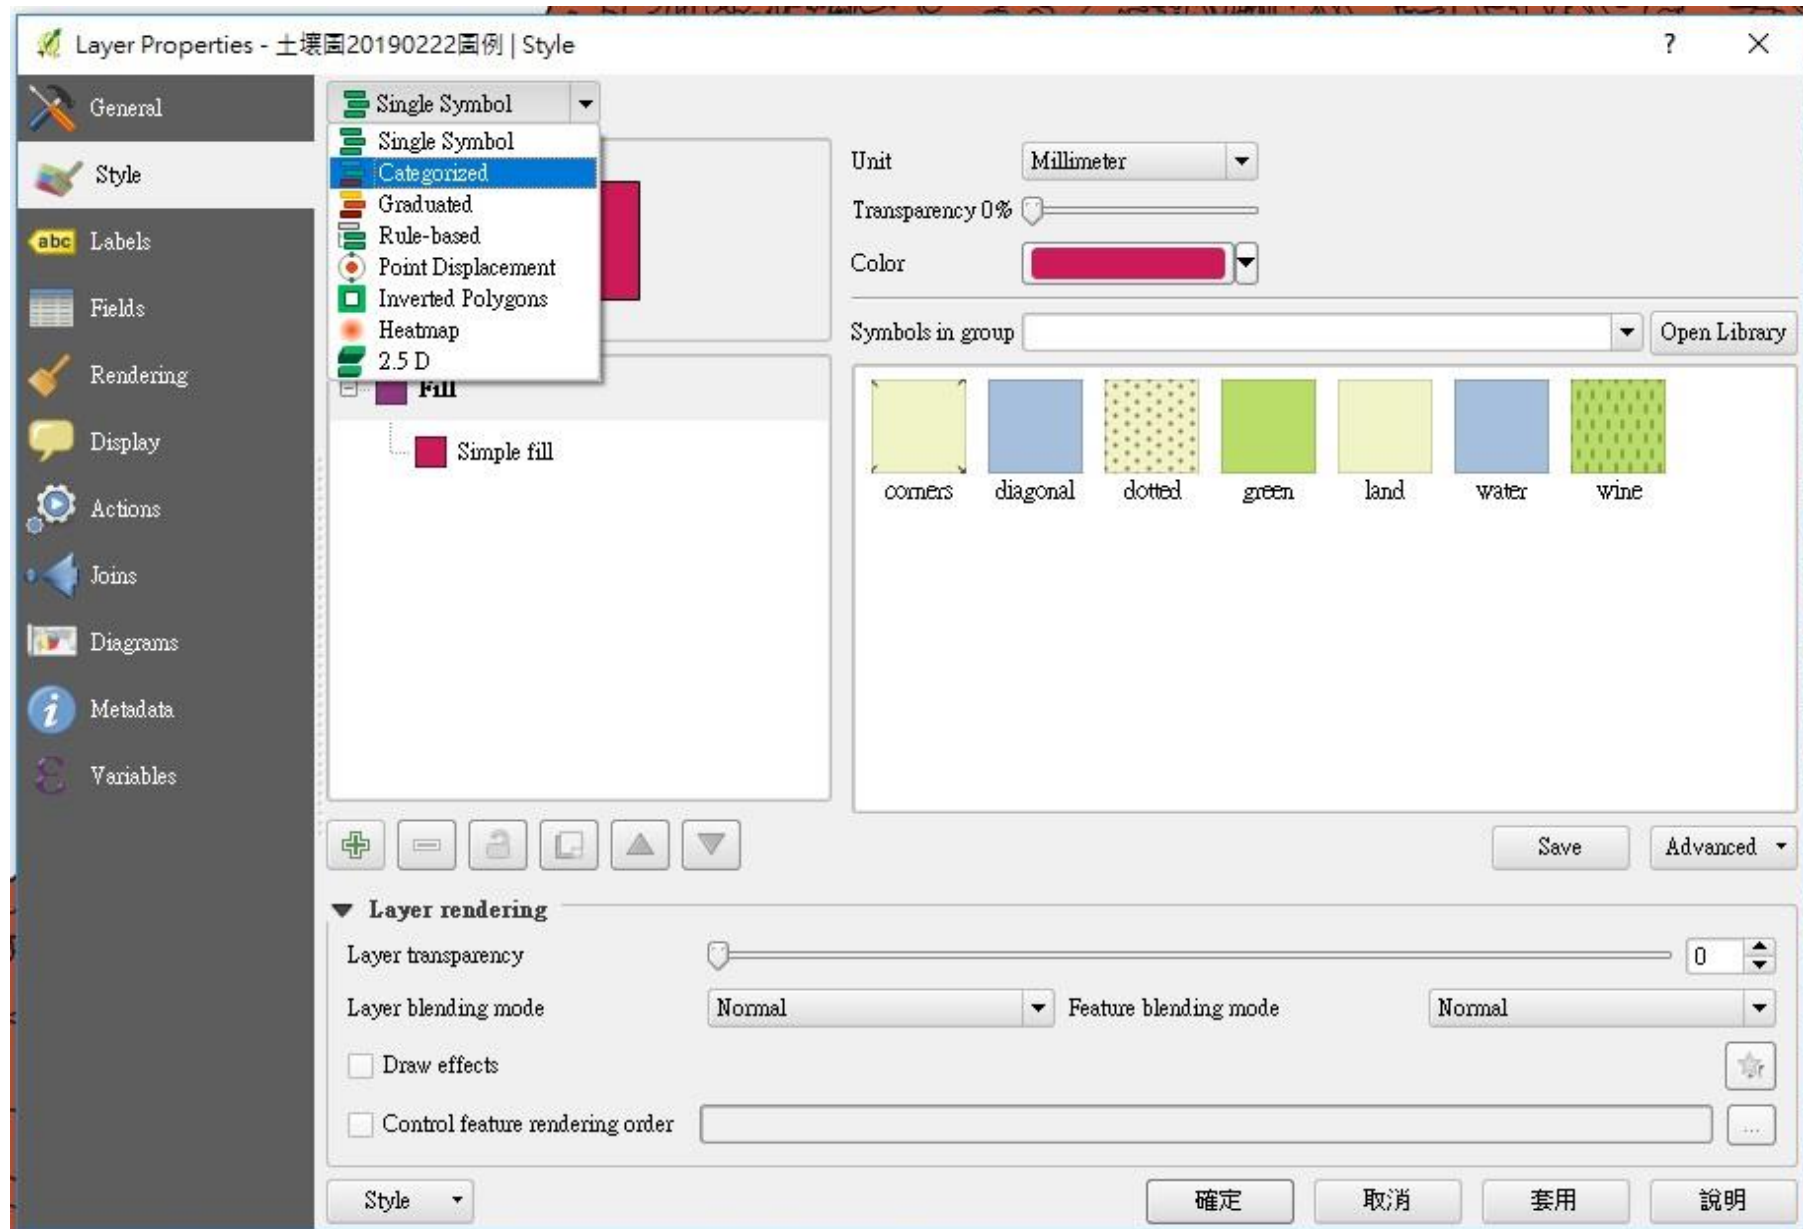 Layer Properties - 土壤圖20190222圖例 | Style
?
General
Style
abc
Labels
Fields
Rendering
Display
Actions
Joins
Diagrams
Metadata
Variables
Single Symbol
Single Symbol
Categorized
Graduated
Rule-based
Point Displacement
Inverted Polygons
Heatmap
2.5 D
Fill
Simple fill
Unit
Millimeter
Transparency 0%
Color
Symbols in group
Open Library
corners diagonal dotted green land water wine
Save
Advanced
Layer rendering
Layer transparency
0
Layer blending mode
Normal
Feature blending mode
Normal
Draw effects
Control feature rendering order
...
Style
確定
取消
套用
說明